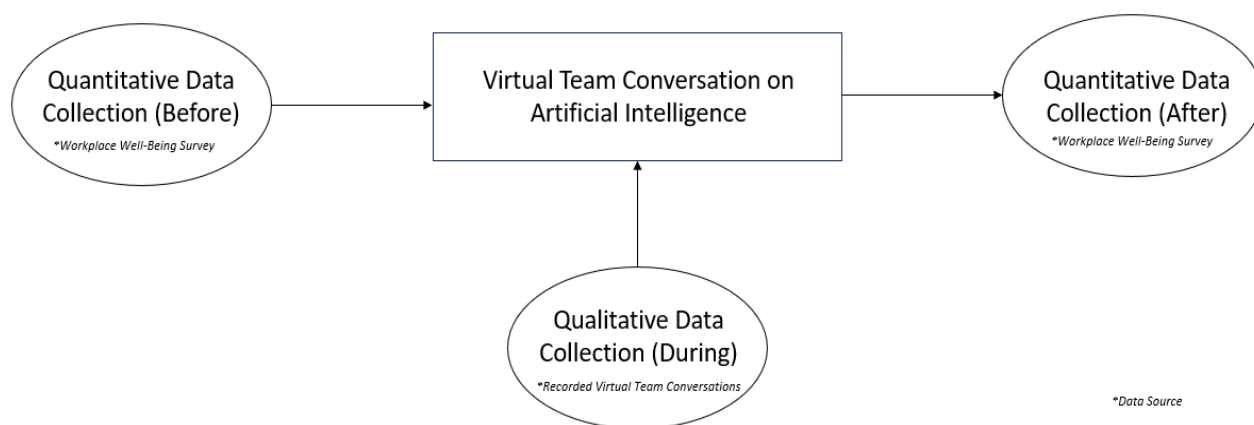 Quantitative Data
Collection (Before)
*Workplace Well-Being Survey
Virtual Team Conversation on
Artificial Intelligence
Quantitative Data
Collection (After)
*Workplace Well-Being Survey
Qualitative Data
Collection (During)
*Recorded Virtual Team Conversations
*Data Source